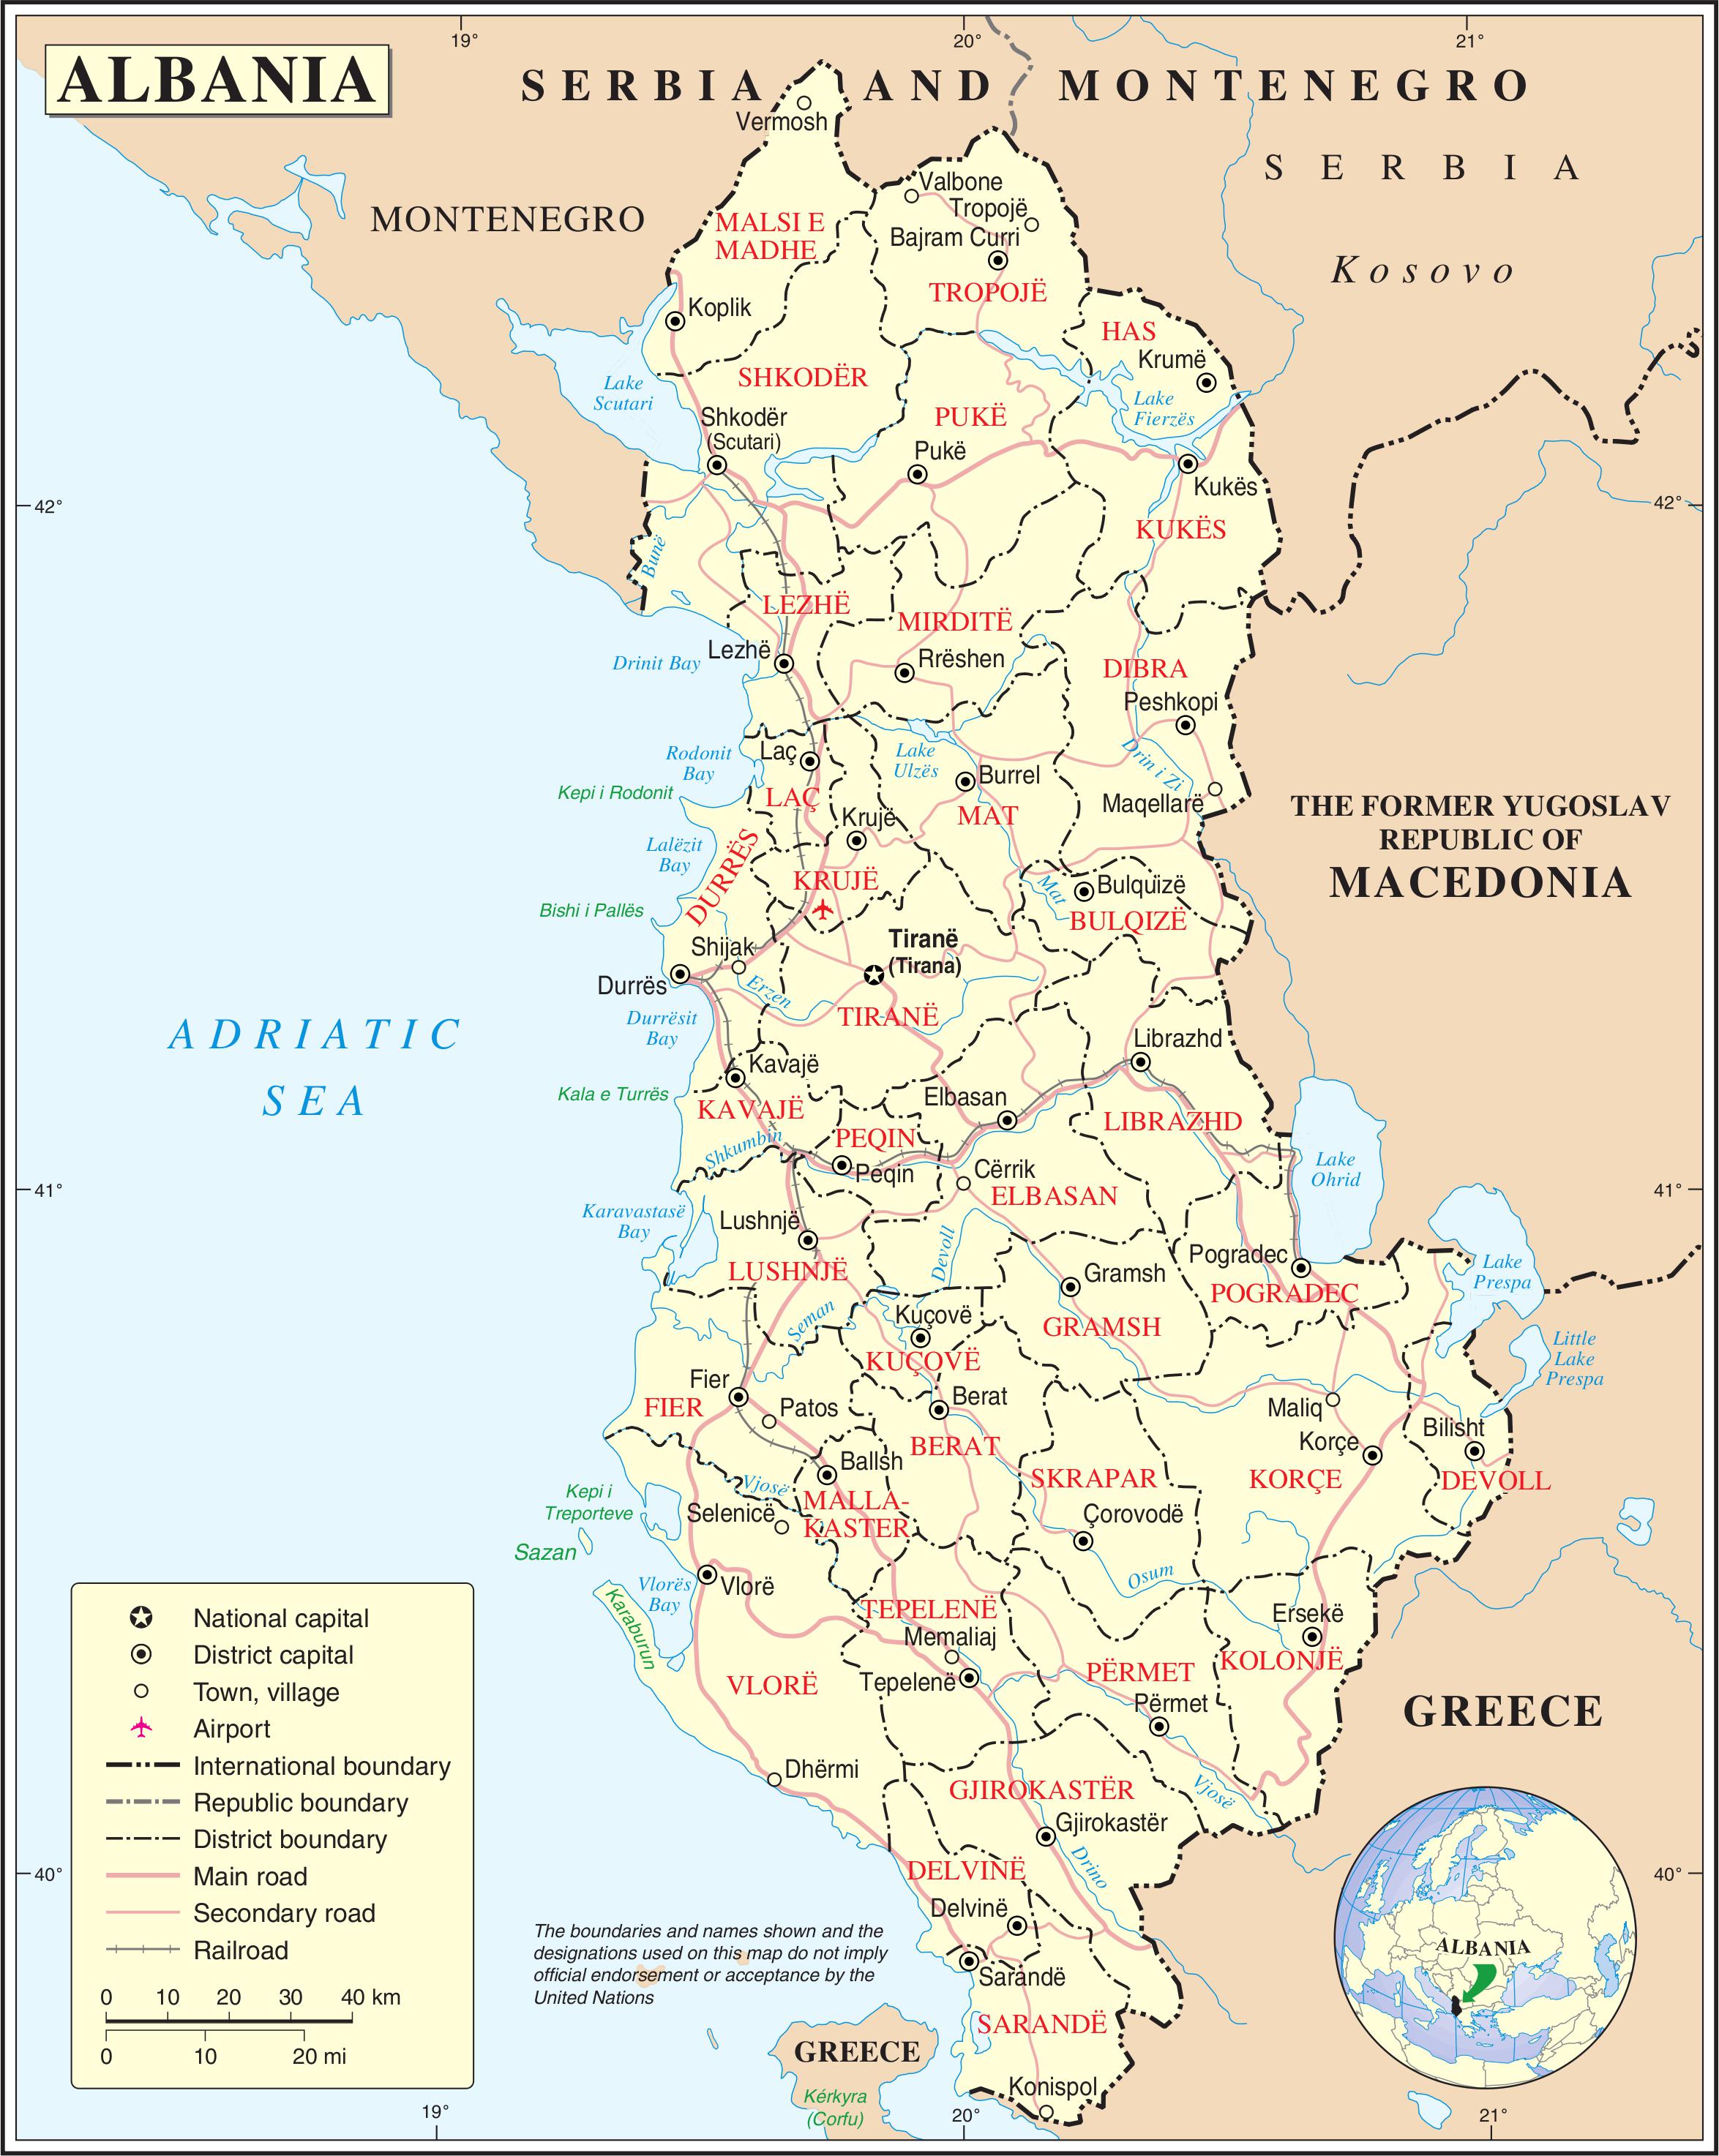 19°
20°
21°
ALBANIA
SERBIA AND MONTENEGRO
Vermosh
SERBIA
Valbone
Tropojë
MONTENEGRO
MALSI E
MADHE
Bajram Curri
Kosovo
TROPOJË
Koplik
HAS
Krumë
SHKODËR
Lake
Scutari
Lake
Fierzës
PUKË
Shkodër
(Scutari)
Pukë
Kukës
42°
42°
KUKËS
Bunë
LEZHË
MIRDITË
Lezhë
Drinit Bay
Rrëshen
DIBRA
Peshkopi
Rodonit
Bay
Laç
Lake
Ulzës
Drin i Zi
Burrel
Kepi i Rodonit
LAÇ
Maqellarë
THE FORMER YUGOSLAV
REPUBLIC OF
MACEDONIA
Krujë
MAT
Lalëzit
Bay
DURRËS
KRUJË
Mat
Bulquizë
BULQIZË
Bishi i Pallës
Shijak
Tiranë
(Tirana)
Durrës
Erzen
TIRANË
Durrësit
Bay
ADRIATIC
SEA
Librazhd
Kavajë
Kala e Turrës
KAVAJË
Elbasan
LIBRAZHD
PEQIN
Shkumbin
Peqin
Cërrik
Lake
Ohrid
41°
41°
ELBASAN
Karavastasë
Bay
Lushnjë
Devoll
Pogradec
LUSHNJË
Gramsh
POGRADEC
Lake
Prespa
Seman
Kuçovë
GRAMSH
Little
Lake
Prespa
KUÇOVË
Fier
Berat
FIER
Patos
Maliq
Bilisht
Korçe
BERAT
Ballsh
SKRAPAR
KORÇE
DEVOLL
Vjosë
Kepi i
Treporteve
MALLA-
KASTER
Selenicë
Çorovodë
Sazan
Vlorë
Vlorës
Bay
Osum
Karaburun
TEPELENË
Ersekë
Memaliaj
KOLONJË
VLORË
Tepelenë
PËRMET
Përmet
GREECE
Dhërmi
GJIROKASTËR
Vjosë
Gjirokastër
Drino
DELVINË
40°
40°
Delvinë
Sarandë
SARANDË
Konispol
GREECE
Kérkyra
(Corfu)
National capital
District capital
Town, village
Airport
International boundary
Republic boundary
District boundary
Main road
Secondary road
Railroad
0 10 20 30 40 km
0 10 20 mi
The boundaries and names shown and the
designations used on this map do not imply
official endorsement or acceptance by the
United Nations
ALBANIA
19°
20°
21°